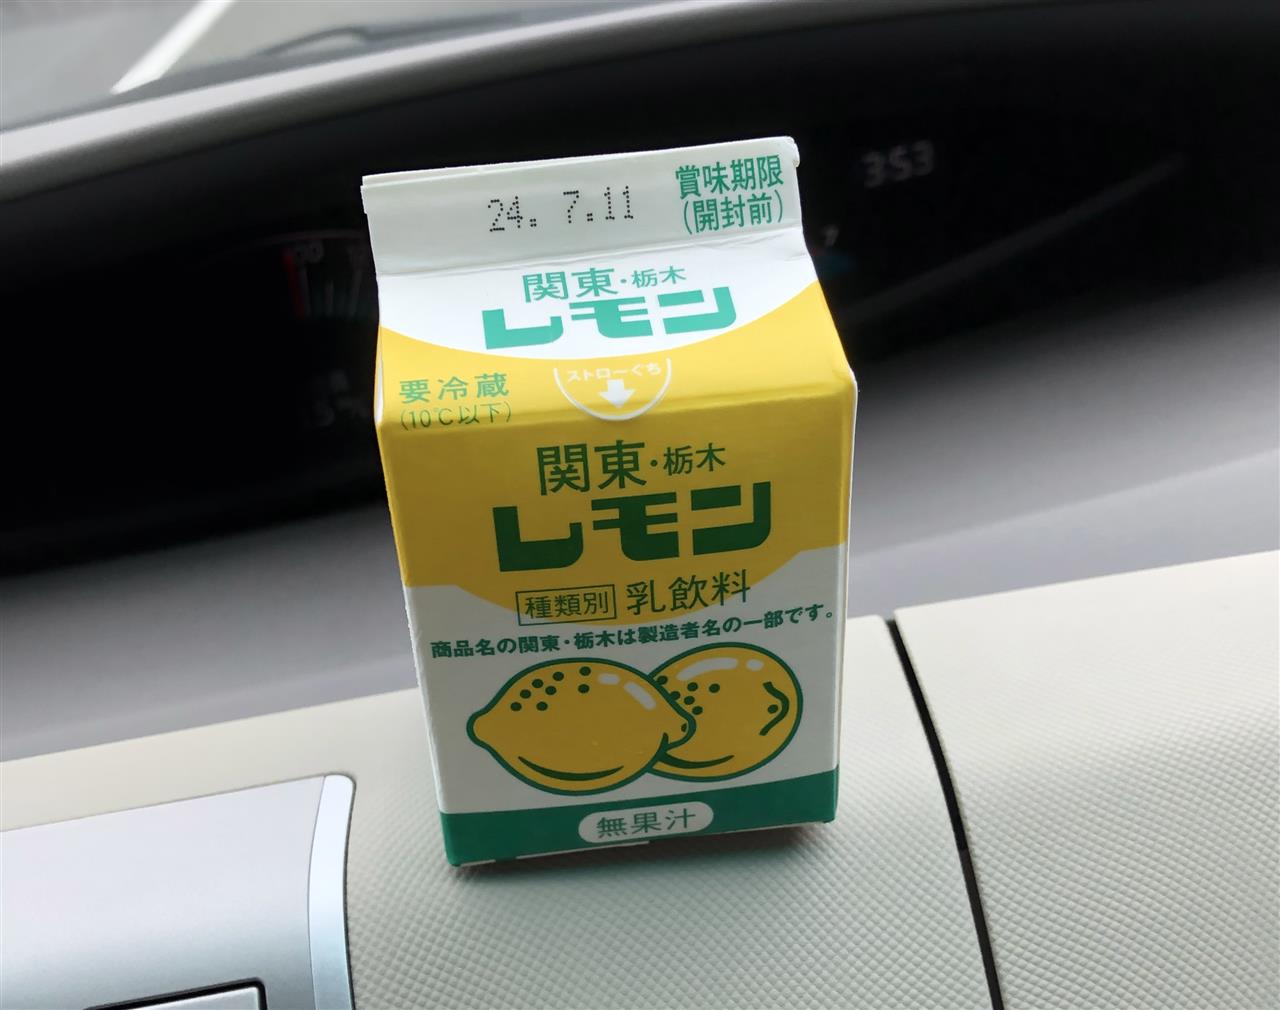 24. 7.11
賞味期限
(開封前)
関東・栃木
レモン
ストローぐち
要冷蔵
(10℃以下)
関東・栃木
レモン
種類別 乳飲料
商品名の関東・栃木は製造者名の一部です。
無果汁
3:53